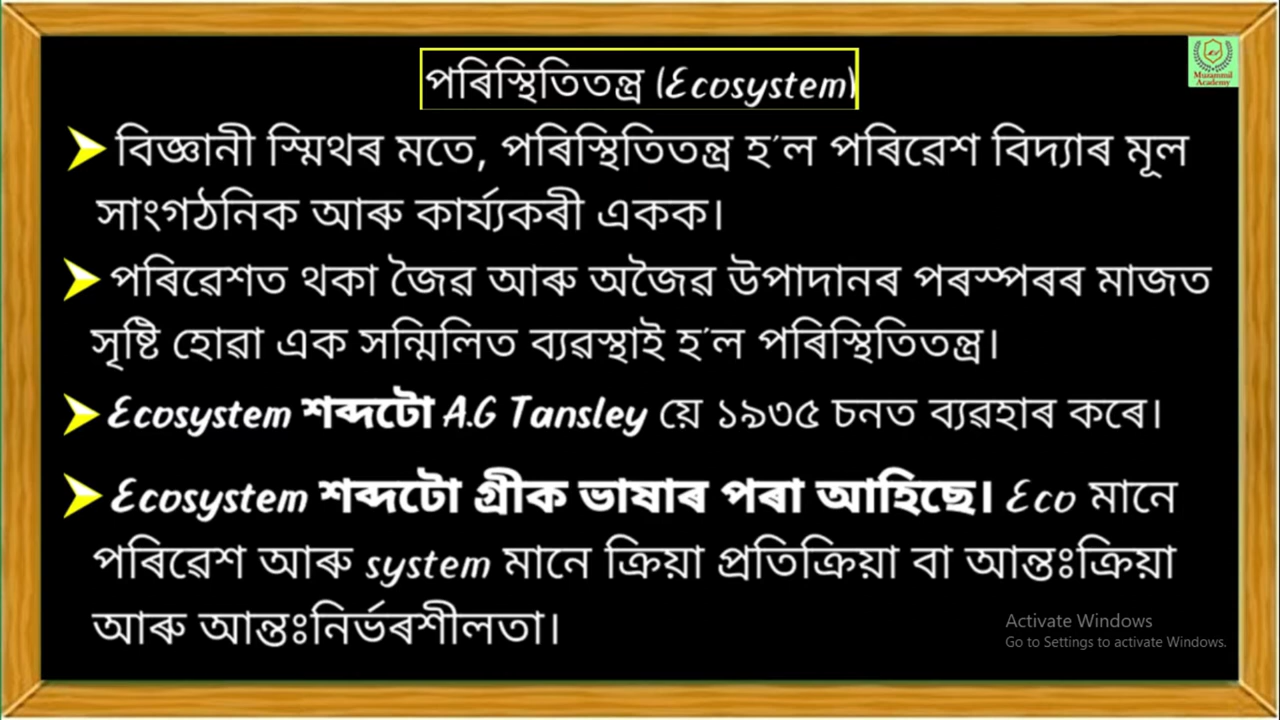 পৰিস্থিতিতন্ত্ৰ (Ecosystem)
Muzammil
Academy
➤ বিজ্ঞানী স্মিথৰ মতে, পৰিস্থিতিতন্ত্ৰ হ'ল পৰিৱেশ বিদ্যাৰ মূল
সাংগঠনিক আৰু কাৰ্য্যকৰী একক।
➤ পৰিৱেশত থকা জৈৱ আৰু অজৈৱ উপাদানৰ পৰস্পৰৰ মাজত
সৃষ্টি হোৱা এক সন্মিলিত ব্যৱস্থাই হ'ল পৰিস্থিতিতন্ত্ৰ।
➤ Ecosystem শব্দটো A.G Tansley য়ে ১৯৩৫ চনত ব্যৱহাৰ কৰে।
➤ Ecosystem শব্দটো গ্ৰীক ভাষাৰ পৰা আহিছে। Eco মানে
পৰিৱেশ আৰু system মানে ক্ৰিয়া প্ৰতিক্ৰিয়া বা আন্তঃক্ৰিয়া
আৰু আন্তঃনিৰ্ভৰশীলতা।
Activate Windows
Go to Settings to activate Windows.